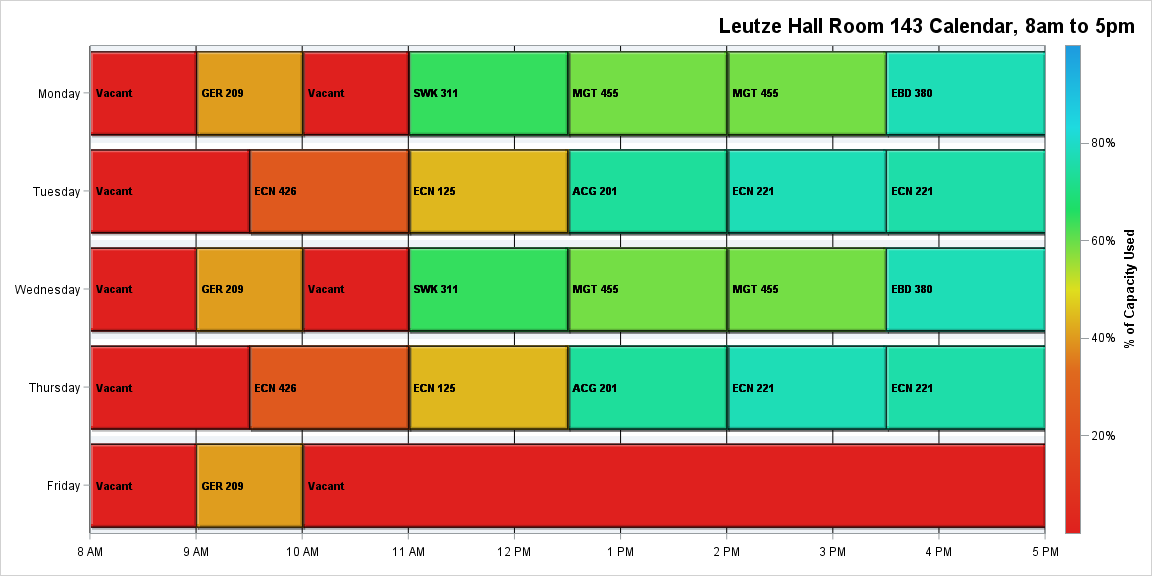 Leutze Hall Room 143 Calendar, 8am to 5pm
Monday
Vacant
GER 209
Vacant
SWK 311
MGT 455
MGT 455
EBD 380
Tuesday
Vacant
ECN 426
ECN 125
ACG 201
ECN 221
ECN 221
Wednesday
Vacant
GER 209
Vacant
SWK 311
MGT 455
MGT 455
EBD 380
Thursday
Vacant
ECN 426
ECN 125
ACG 201
ECN 221
ECN 221
Friday
Vacant
GER 209
Vacant
8 AM
9 AM
10 AM
11 AM
12 PM
1 PM
2 PM
3 PM
4 PM
5 PM
80%
60%
40%
20%
% of Capacity Used